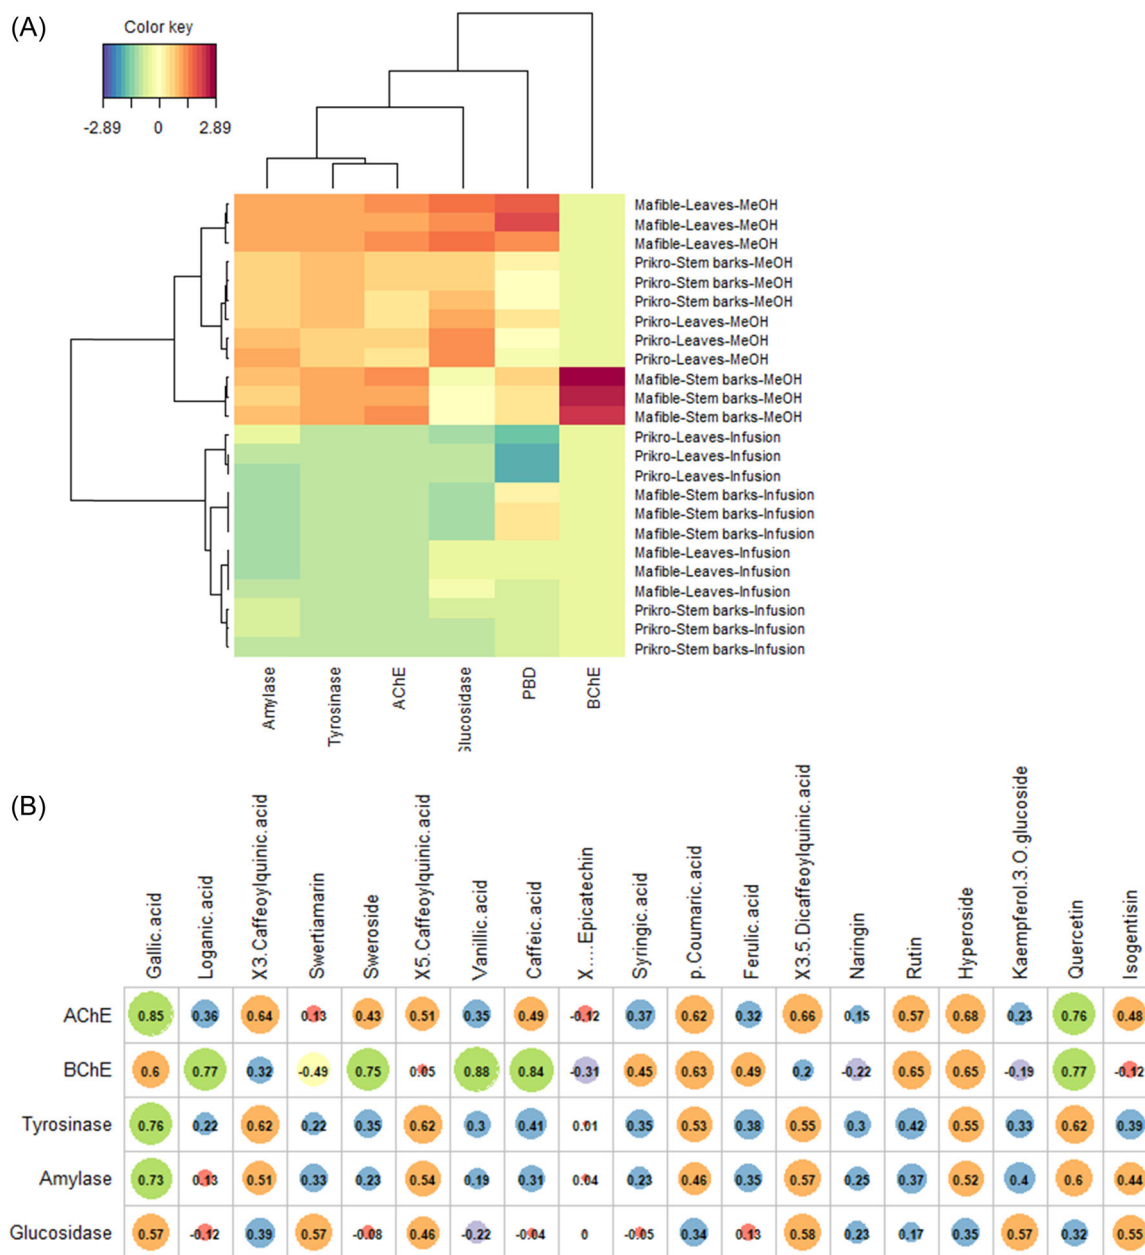 (A)
Color key
-2.89 0 2.89
Mafible-Leaves-MeOH
Mafible-Leaves-MeOH
Mafible-Leaves-MeOH
Prikro-Stem barks-MeOH
Prikro-Stem barks-MeOH
Prikro-Stem barks-MeOH
Prikro-Leaves-MeOH
Prikro-Leaves-MeOH
Prikro-Leaves-MeOH
Mafible-Stem barks-MeOH
Mafible-Stem barks-MeOH
Mafible-Stem barks-MeOH
Prikro-Leaves-Infusion
Prikro-Leaves-Infusion
Prikro-Leaves-Infusion
Mafible-Stem barks-Infusion
Mafible-Stem barks-Infusion
Mafible-Stem barks-Infusion
Mafible-Leaves-Infusion
Mafible-Leaves-Infusion
Mafible-Leaves-Infusion
Prikro-Stem barks-Infusion
Prikro-Stem barks-Infusion
Prikro-Stem barks-Infusion
Amylase
Tyrosinase
AChE
Glucosidase
PBD
BChE
(B)
Gallic.acid
Loganic.acid
X3.Caffeoylquinic.acid
Swertiamarin
Sweroside
X5.Caffeoylquinic.acid
Vanillic.acid
Caffeic.acid
X....Epicatechin
Syringic.acid
p.Coumaric.acid
Ferulic.acid
X3.5.Dicaffeoylquinic.acid
Naringin
Rutin
Hyperoside
Kaempferol.3.O.glucoside
Quercetin
Isogentisin
AChE 0.85 0.36 0.64 0.13 0.43 0.51 0.35 0.49 -0.12 0.37 0.62 0.32 0.66 0.15 0.57 0.68 0.23 0.76 0.48
BChE 0.6 0.77 0.32 -0.49 0.75 0.05 0.88 0.84 -0.31 0.45 0.63 0.49 0.2 -0.22 0.65 0.65 -0.19 0.77 -0.12
Tyrosinase 0.76 0.22 0.62 0.22 0.35 0.62 0.3 0.41 0.01 0.35 0.53 0.38 0.55 0.3 0.42 0.55 0.33 0.62 0.39
Amylase 0.73 0.13 0.51 0.33 0.23 0.54 0.19 0.31 0.04 0.23 0.46 0.35 0.57 0.25 0.37 0.52 0.4 0.6 0.44
Glucosidase 0.57 -0.12 0.39 0.57 -0.08 0.46 -0.22 -0.04 0 -0.05 0.34 0.13 0.58 0.23 0.17 0.35 0.57 0.32 0.53